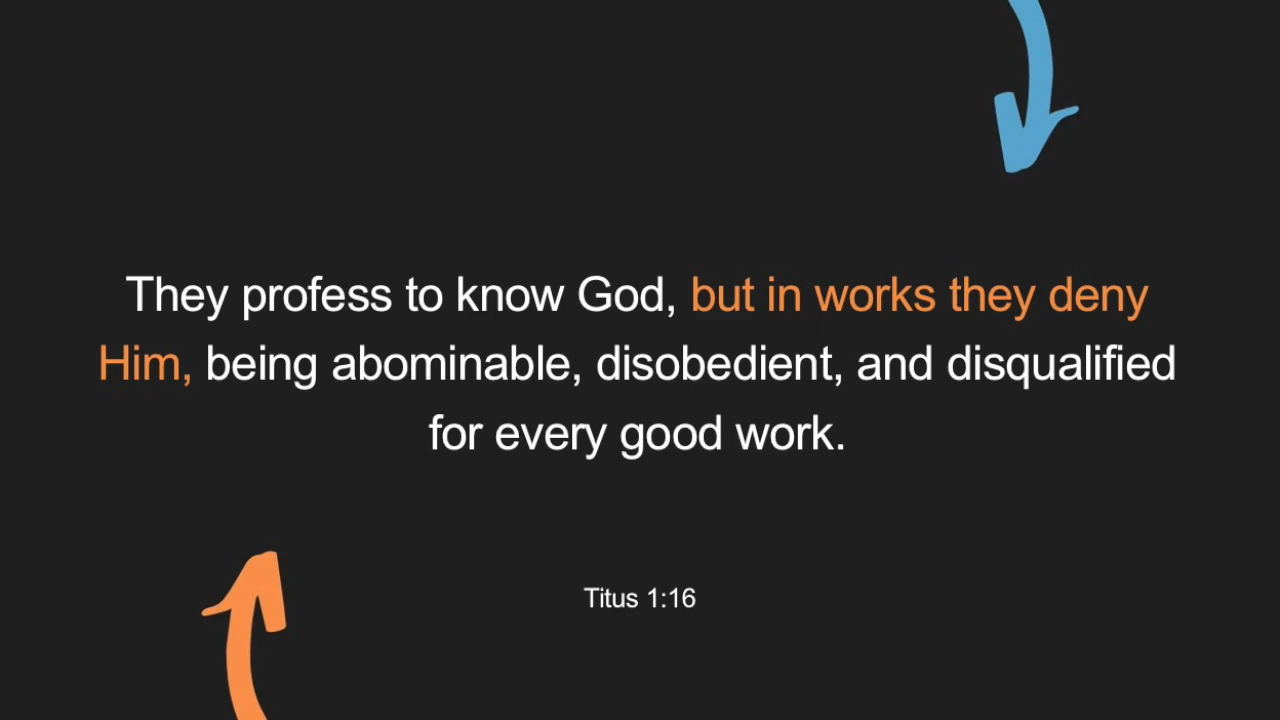 They profess to know God, but in works they deny
Him, being abominable, disobedient, and disqualified
for every good work.
Titus 1:16